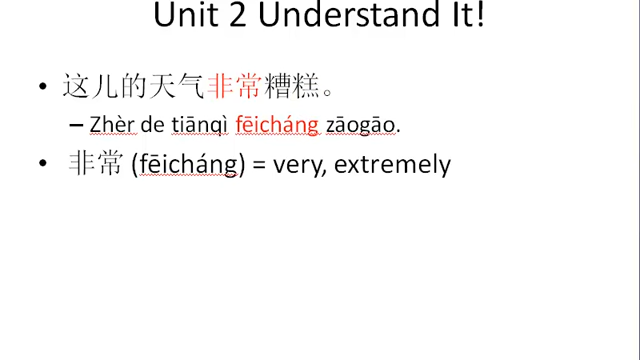 Unit 2 Understand It!
• 这儿的天气非常糟糕。
– Zhèr de tiānqì fēicháng zāogāo.
• 非常 (fēicháng) = very, extremely